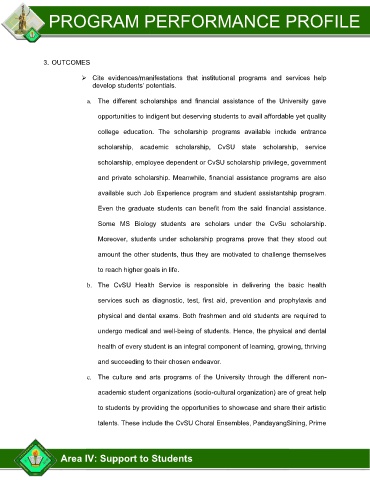 PROGRAM PERFORMANCE PROFILE
3. OUTCOMES
➢ Cite evidences/manifestations that institutional programs and services help
develop students' potentials.
a. The different scholarships and financial assistance of the University gave
opportunities to indigent but deserving students to avail affordable yet quality
college education. The scholarship programs available include entrance
scholarship, academic scholarship, CvSU state scholarship, service
scholarship, employee dependent or CvSU scholarship privilege, government
and private scholarship. Meanwhile, financial assistance programs are also
available such Job Experience program and student assistantship program.
Even the graduate students can benefit from the said financial assistance.
Some MS Biology students are scholars under the CvSu scholarship.
Moreover, students under scholarship programs prove that they stood out
amount the other students, thus they are motivated to challenge themselves
to reach higher goals in life.
b. The CvSU Health Service is responsible in delivering the basic health
services such as diagnostic, test, first aid, prevention and prophylaxis and
physical and dental exams. Both freshmen and old students are required to
undergo medical and well-being of students. Hence, the physical and dental
health of every student is an integral component of learning, growing, thriving
and succeeding to their chosen endeavor.
c. The culture and arts programs of the University through the different non-
academic student organizations (socio-cultural organization) are of great help
to students by providing the opportunities to showcase and share their artistic
talents. These include the CvSU Choral Ensembles, PandayangSining, Prime
Area IV: Support to Students